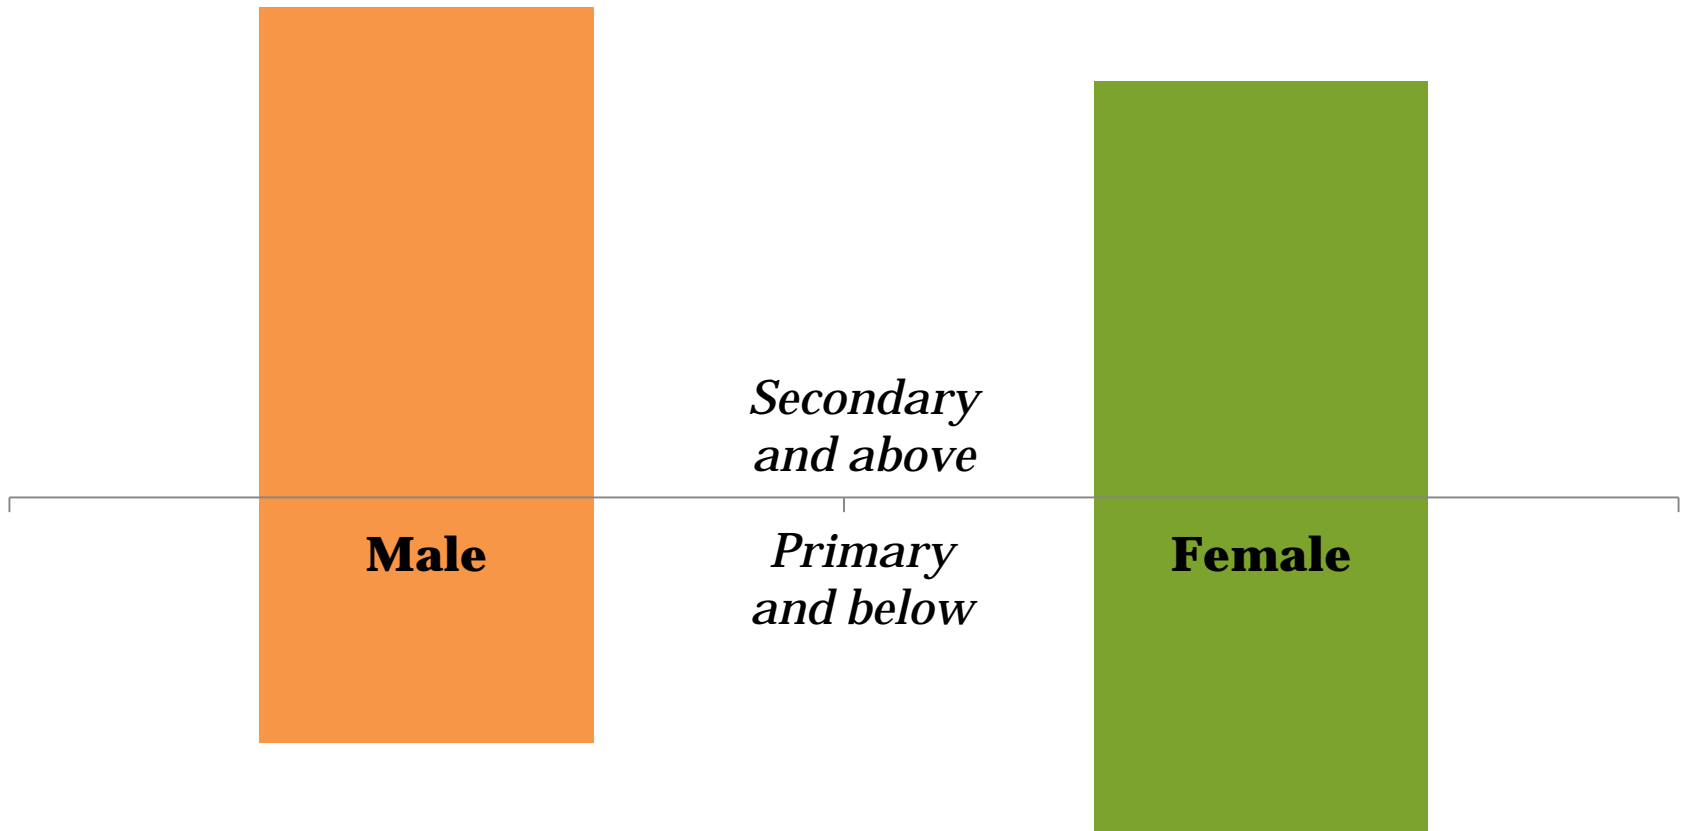 Secondary
and above
Male
Primary
and below
Female